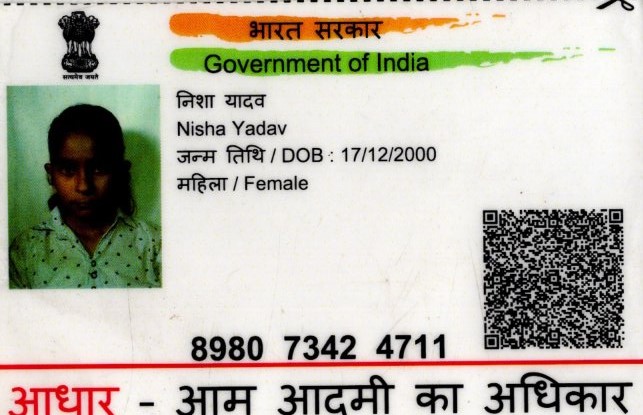 भारत सरकार
Government of India
सत्यमेव जयते
निशा यादव
Nisha Yadav
जन्म तिथि / DOB : 17/12/2000
महिला / Female
8980 7342 4711
आधार - आम आदमी का अधिकार